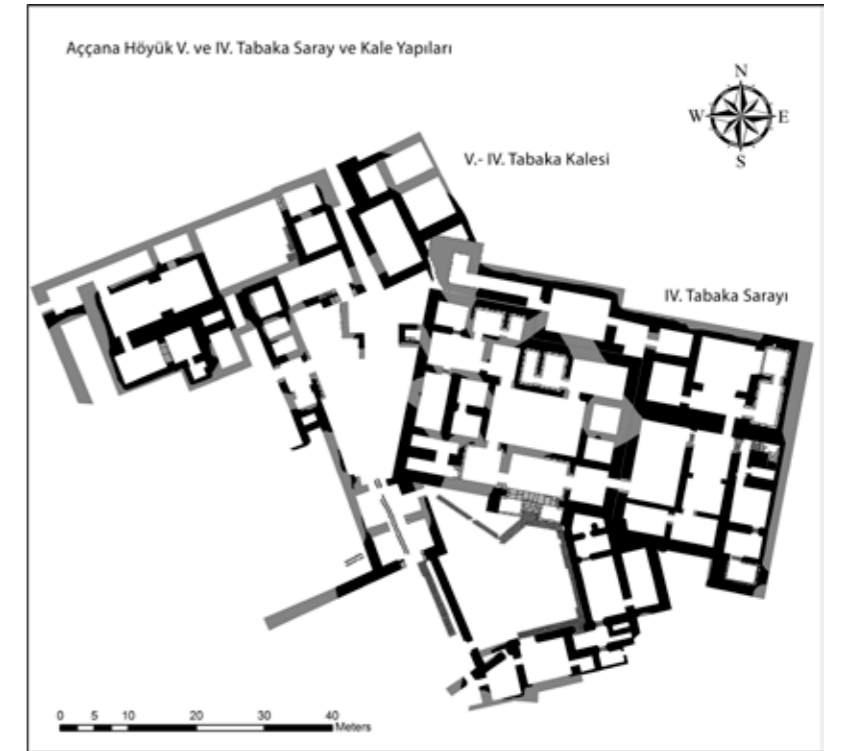 Aççana Höyük V. ve IV. Tabaka Saray ve Kale Yapıları
N
W E
S
V.- IV. Tabaka Kalesi
IV. Tabaka Sarayı
0 5 10 20 30 40
Meters